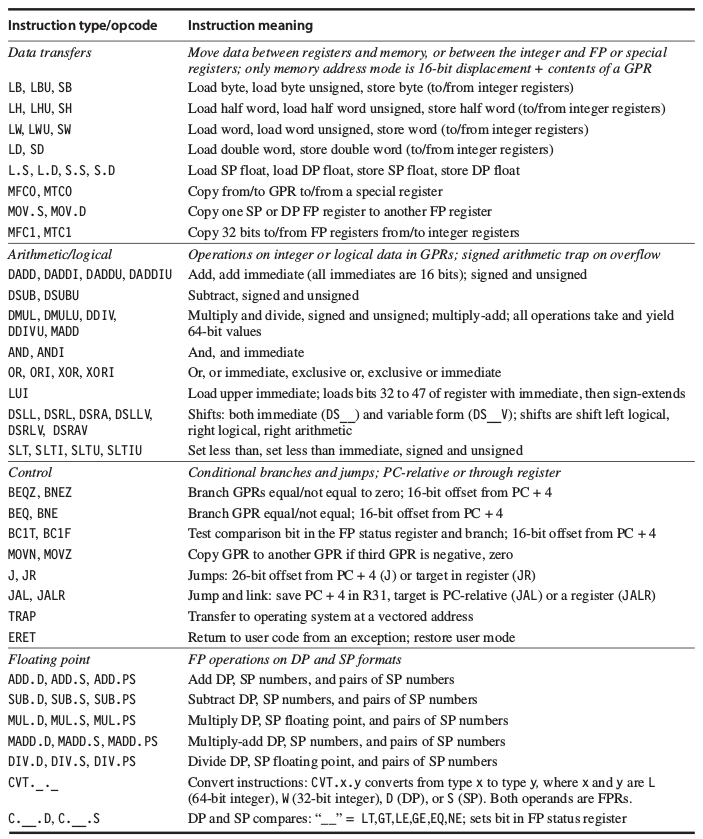 Instruction type/opcode Instruction meaning
Data transfers Move data between registers and memory, or between the integer and FP or special
registers; only memory address mode is 16-bit displacement + contents of a GPR
LB, LBU, SB Load byte, load byte unsigned, store byte (to/from integer registers)
LH, LHU, SH Load half word, load half word unsigned, store half word (to/from integer registers)
LW, LWU, SW Load word, load word unsigned, store word (to/from integer registers)
LD, SD Load double word, store double word (to/from integer registers)
L.S, L.D, S.S, S.D Load SP float, load DP float, store SP float, store DP float
MFC0, MTC0 Copy from/to GPR to/from a special register
MOV.S, MOV.D Copy one SP or DP FP register to another FP register
MFC1, MTC1 Copy 32 bits to/from FP registers from/to integer registers
Arithmetic/logical Operations on integer or logical data in GPRs; signed arithmetic trap on overflow
DADD, DADDI, DADDU, DADDIU Add, add immediate (all immediates are 16 bits); signed and unsigned
DSUB, DSUBU Subtract, signed and unsigned
DMUL, DMULU, DDIV, Multiply and divide, signed and unsigned; multiply-add; all operations take and yield
DDIVU, MADD 64-bit values
AND, ANDI And, and immediate
OR, ORI, XOR, XORI Or, or immediate, exclusive or, exclusive or immediate
LUI Load upper immediate; loads bits 32 to 47 of register with immediate, then sign-extends
DSLL, DSRL, DSRA, DSLLV, Shifts: both immediate (DS__) and variable form (DS__V); shifts are shift left logical,
DSRLV, DSRAV right logical, right arithmetic
SLT, SLTI, SLTU, SLTIU Set less than, set less than immediate, signed and unsigned
Control Conditional branches and jumps; PC-relative or through register
BEQZ, BNEZ Branch GPRs equal/not equal to zero; 16-bit offset from PC + 4
BEQ, BNE Branch GPR equal/not equal; 16-bit offset from PC + 4
BC1T, BC1F Test comparison bit in the FP status register and branch; 16-bit offset from PC + 4
MOVN, MOVZ Copy GPR to another GPR if third GPR is negative, zero
J, JR Jumps: 26-bit offset from PC + 4 (J) or target in register (JR)
JAL, JALR Jump and link: save PC + 4 in R31, target is PC-relative (JAL) or a register (JALR)
TRAP Transfer to operating system at a vectored address
ERET Return to user code from an exception; restore user mode
Floating point FP operations on DP and SP formats
ADD.D, ADD.S, ADD.PS Add DP, SP numbers, and pairs of SP numbers
SUB.D, SUB.S, SUB.PS Subtract DP, SP numbers, and pairs of SP numbers
MUL.D, MUL.S, MUL.PS Multiply DP, SP floating point, and pairs of SP numbers
MADD.D, MADD.S, MADD.PS Multiply-add DP, SP numbers, and pairs of SP numbers
DIV.D, DIV.S, DIV.PS Divide DP, SP floating point, and pairs of SP numbers
CVT._._ Convert instructions: CVT.x.y converts from type x to type y, where x and y are L
(64-bit integer), W (32-bit integer), D (DP), or S (SP). Both operands are FPRs.
C.__.D, C.__.S DP and SP compares: “__” = LT,GT,LE,GE,EQ,NE; sets bit in FP status register